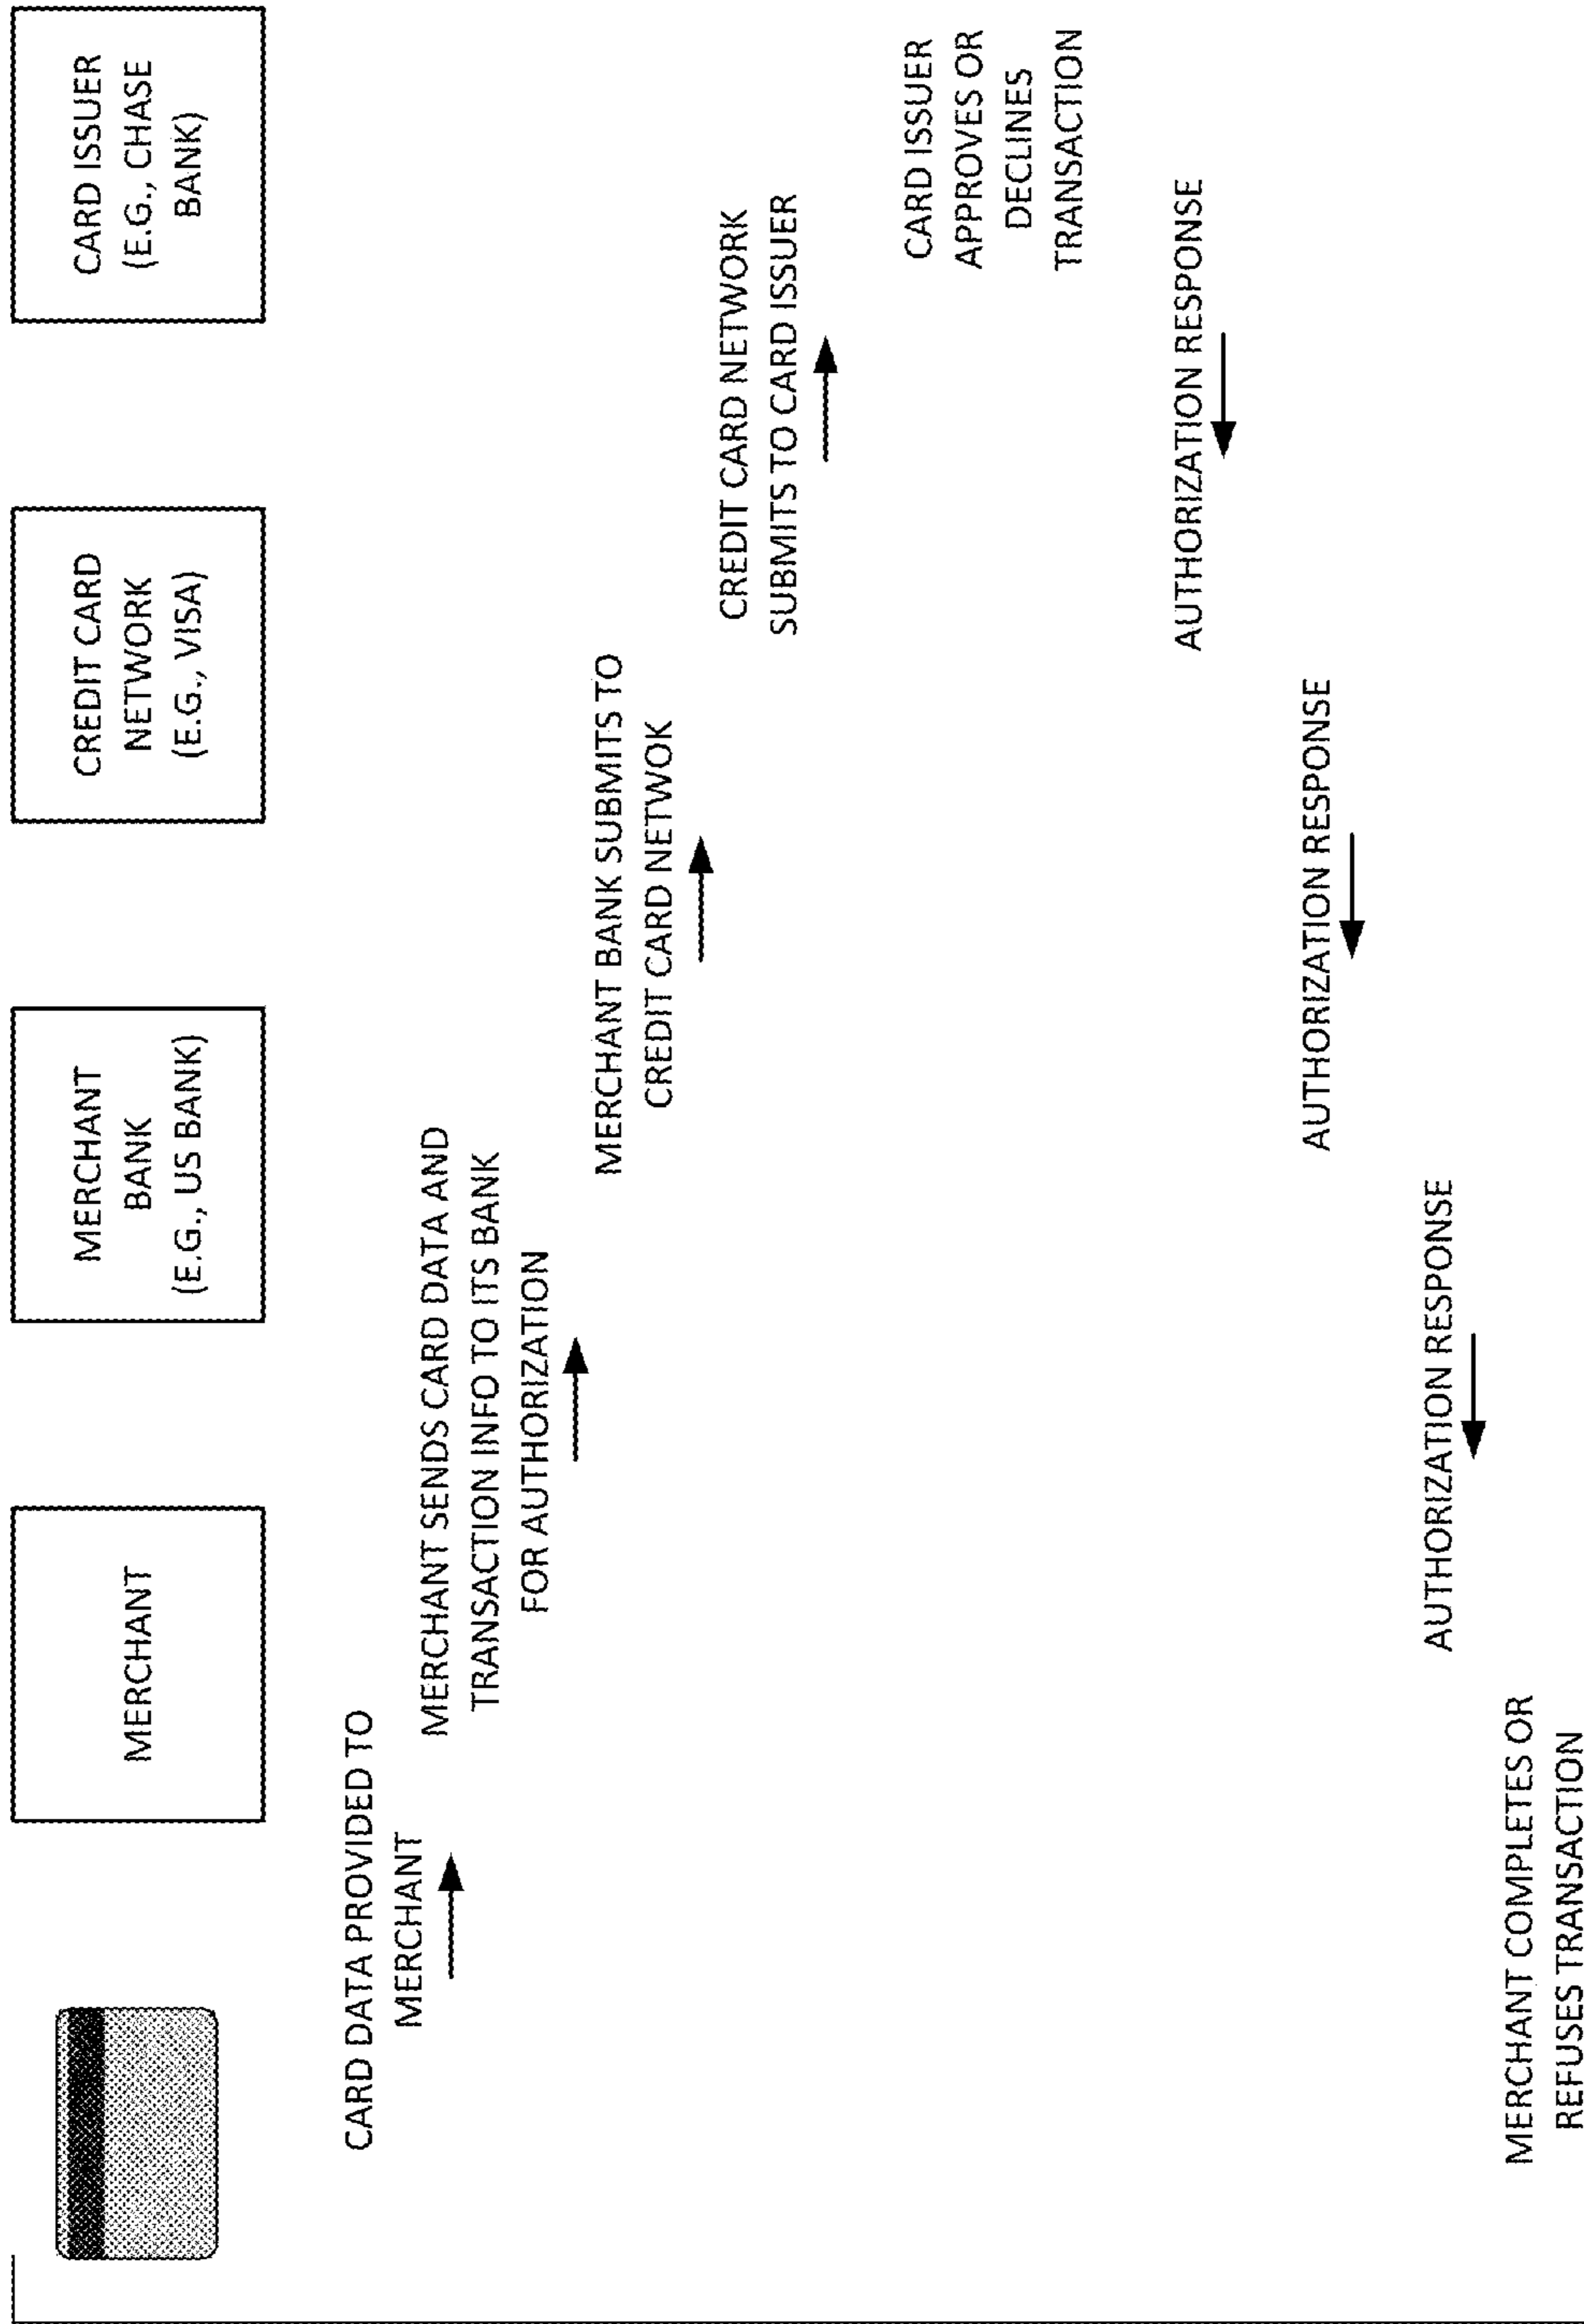 MERCHANT
MERCHANT
BANK
(E.G., US BANK)
CREDIT CARD
NETWORK
(E.G., VISA)
CARD ISSUER
(E.G., CHASE
BANK)
CARD DATA PROVIDED TO
MERCHANT
MERCHANT SENDS CARD DATA AND
TRANSACTION INFO TO ITS BANK
FOR AUTHORIZATION
MERCHANT BANK SUBMITS TO
CREDIT CARD NETWOK
CREDIT CARD NETWORK
SUBMITS TO CARD ISSUER
CARD ISSUER
APPROVES OR
DECLINES
TRANSACTION
AUTHORIZATION RESPONSE
AUTHORIZATION RESPONSE
AUTHORIZATION RESPONSE
MERCHANT COMPLETES OR
REFUSES TRANSACTION